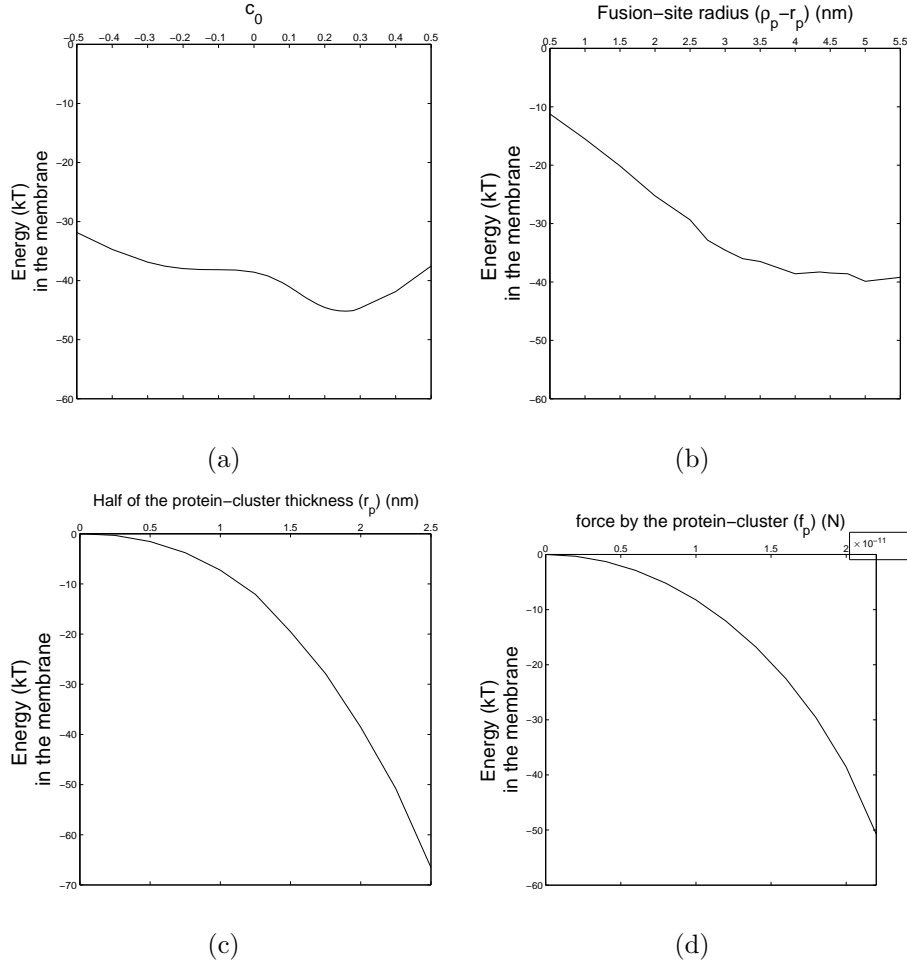 c0
−0.5 −0.4 −0.3 −0.2 −0.1 0 0.1 0.2 0.3 0.4 0.5
0
−10
−20
−30
−40
−50
−60
Energy (kT)
in the membrane
(a)
Fusion−site radius (ρp−rp) (nm)
0.5 1 1.5 2 2.5 3 3.5 4 4.5 5 5.5
0
−10
−20
−30
−40
−50
−60
Energy (kT)
in the membrane
(b)
Half of the protein−cluster thickness (rp) (nm)
0 0.5 1 1.5 2 2.5
0
−10
−20
−30
−40
−50
−60
−70
Energy (kT)
in the membrane
(c)
force by the protein−cluster (fp) (N)
0 0.5 1 1.5 2
× 10−11
0
−10
−20
−30
−40
−50
−60
Energy (kT)
in the membrane
(d)